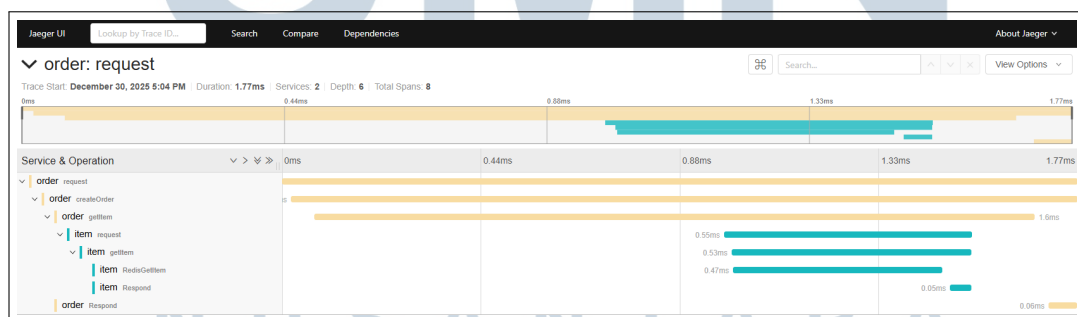 Jaeger UI Lookup by Trace ID... Search Compare Dependencies About Jaeger
order: request Search... View Options
Trace Start: December 30, 2025 5:04 PM Duration: 1.77ms Services: 2 Depth: 6 Total Spans: 8
0ms 0.44ms 0.88ms 1.33ms 1.77ms
Service & Operation 0ms 0.44ms 0.88ms 1.33ms 1.77ms
order request
order createOrder s
order getItem 1.6ms
item request 0.55ms
item getItem 0.53ms
item RedisGetItem 0.47ms
item Respond 0.05ms
order Respond 0.06ms